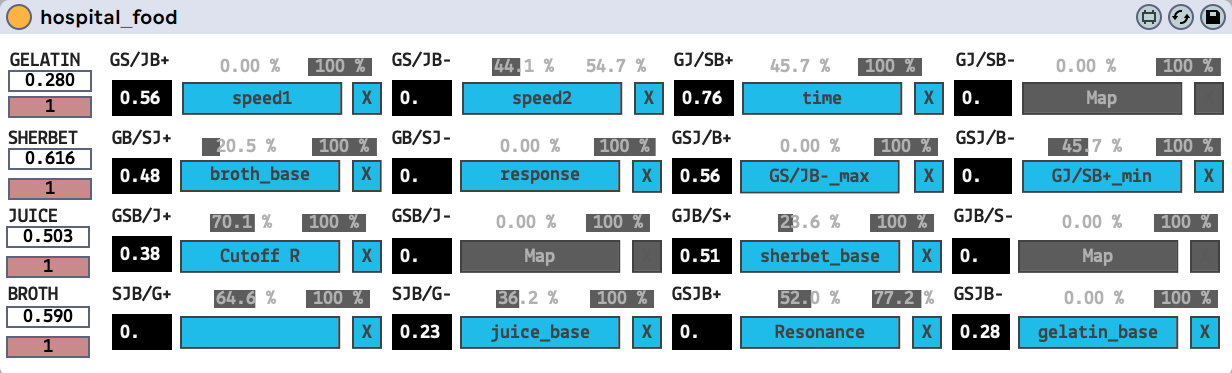 hospital_food
GELATIN GS/JB+ 0.00 % 100 % GS/JB- 44.1 % 54.7 % GJ/SB+ 45.7 % 100 % GJ/SB- 0.00 % 100 %
0.280
1 0.56 speed1 X 0. speed2 X 0.76 time X 0. Map
SHERBET GB/SJ+ 20.5 % 100 % GB/SJ- 0.00 % 100 % GSJ/B+ 0.00 % 100 % GSJ/B- 45.7 % 100 %
0.616
1 0.48 broth_base X 0. response X 0.56 GS/JB-_max X 0. GJ/SB+_min X
JUICE GSB/J+ 70.1 % 100 % GSB/J- 0.00 % 100 % GJB/S+ 23.6 % 100 % GJB/S- 0.00 % 100 %
0.503
1 0.38 Cutoff R X 0. Map 0.51 sherbet_base X 0. Map
BROTH SJB/G+ 64.6 % 100 % SJB/G- 36.2 % 100 % GSJB+ 52.0 % 77.2 % GSJB- 0.00 % 100 %
0.590
1 0. X 0.23 juice_base X 0. Resonance X 0.28 gelatin_base X